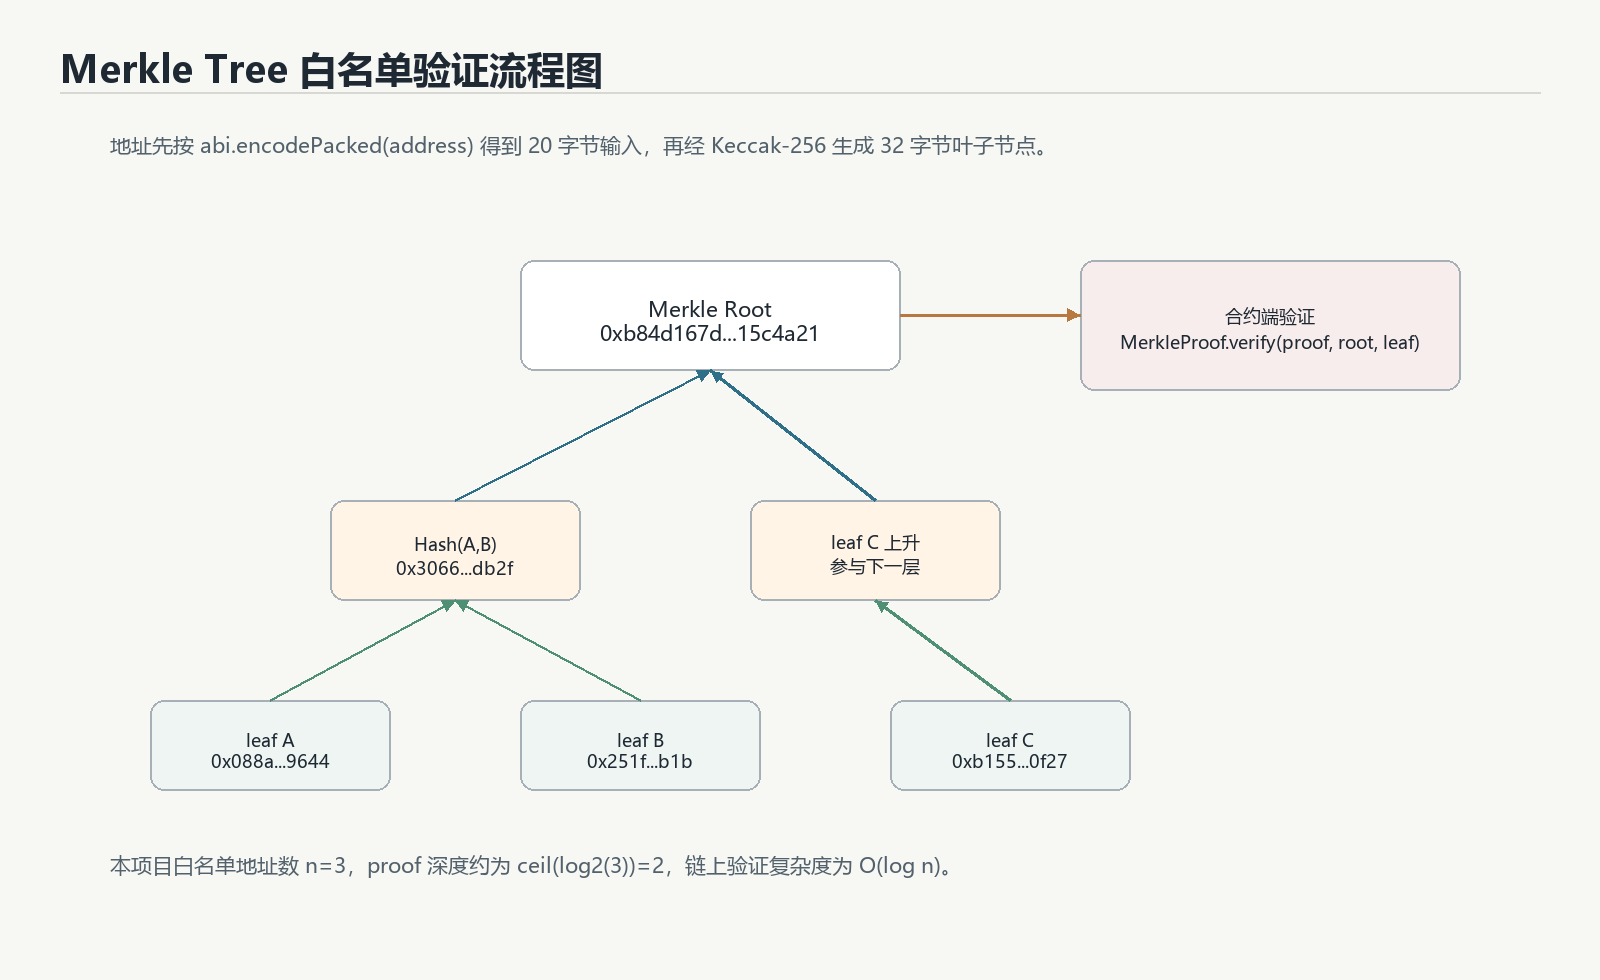 Merkle Tree 白名单验证流程图
地址先按 abi.encodePacked(address) 得到 20 字节输入，再经 Keccak-256 生成 32 字节叶子节点。
Merkle Root
0xb84d167d...15c4a21
合约端验证
MerkleProof.verify(proof, root, leaf)
Hash(A,B)
0x3066...db2f
leaf C 上升
参与下一层
leaf A
0x088a...9644
leaf B
0x251f...b1b
leaf C
0xb155...0f27
本项目白名单地址数 n=3，proof 深度约为 ceil(log2(3))=2，链上验证复杂度为 O(log n)。